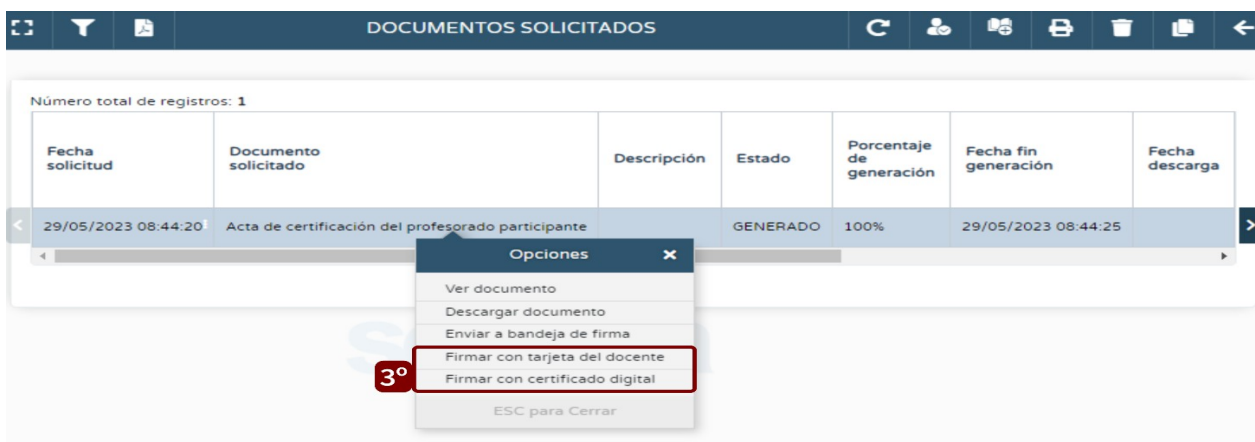 DOCUMENTOS SOLICITADOS
Número total de registros: 1
Fecha
solicitud
Documento
solicitado
Descripción
Estado
Porcentaje
de
generación
Fecha fin
generación
Fecha
descarga
29/05/2023 08:44:20
Acta de certificación del profesorado participante
GENERADO
100%
29/05/2023 08:44:25
Opciones
Ver documento
Descargar documento
Enviar a bandeja de firma
Firmar con tarjeta del docente
3º
Firmar con certificado digital
ESC para Cerrar